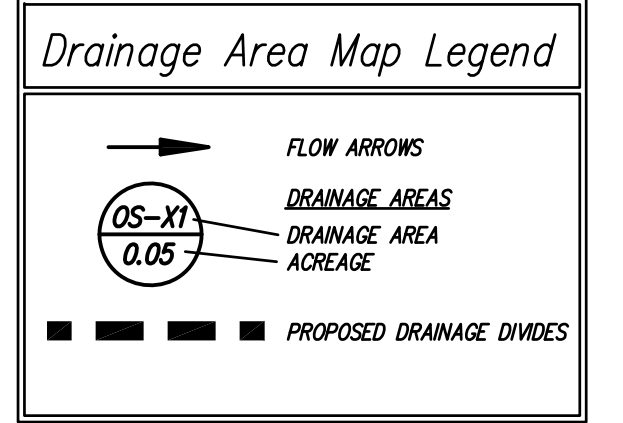 Drainage Area Map Legend
FLOW ARROWS
DRAINAGE AREAS
OS-X1
DRAINAGE AREA
0.05
ACREAGE
PROPOSED DRAINAGE DIVIDES